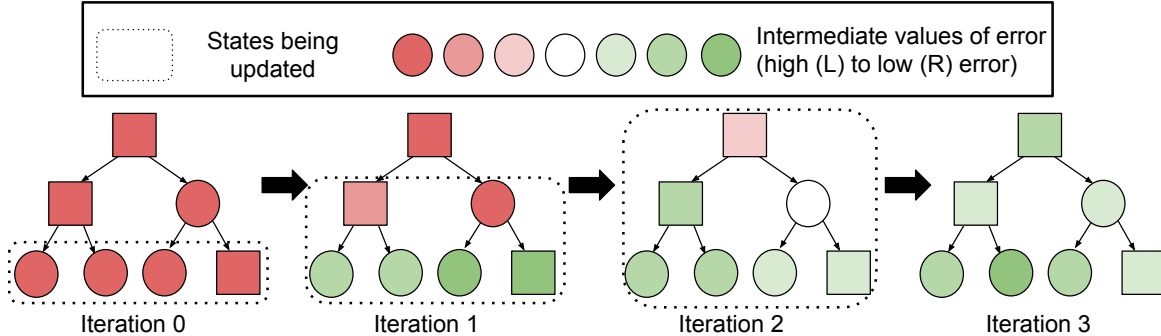 States being
updated
Intermediate values of error
(high (L) to low (R) error)
Iteration 0
Iteration 1
Iteration 2
Iteration 3